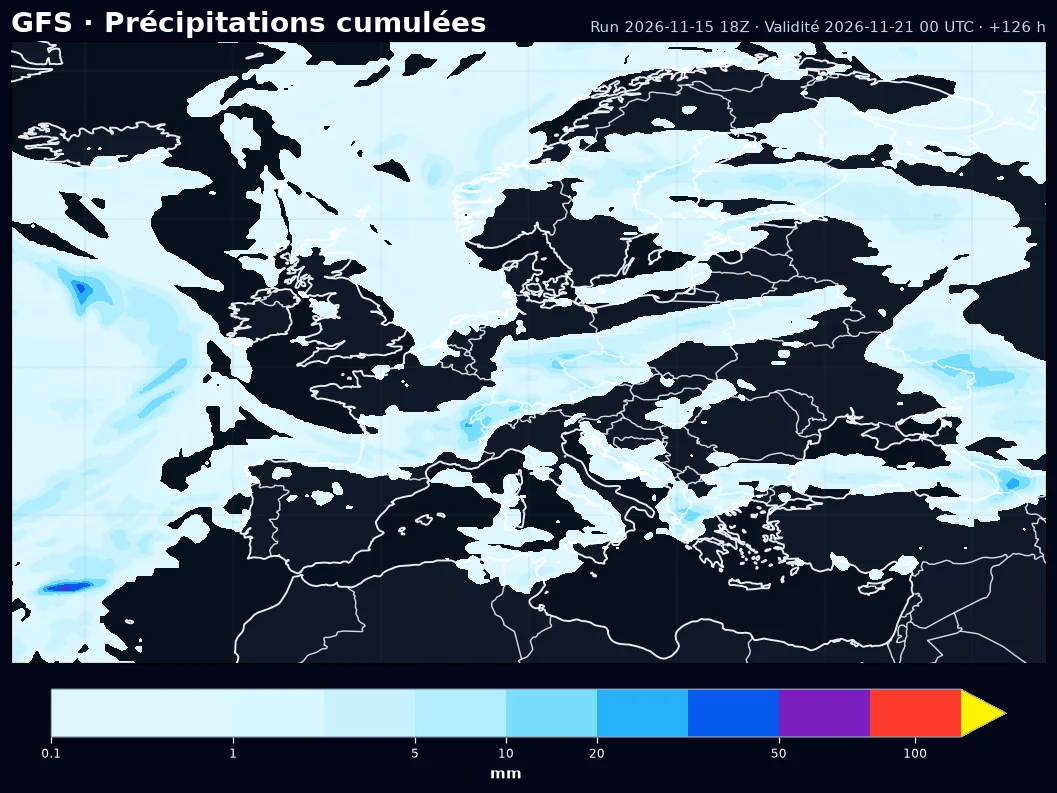 GFS · Précipitations cumulées
Run 2026-11-15 18Z · Validité 2026-11-21 00 UTC · +126 h
0.1 1 5 10 20 50 100
mm